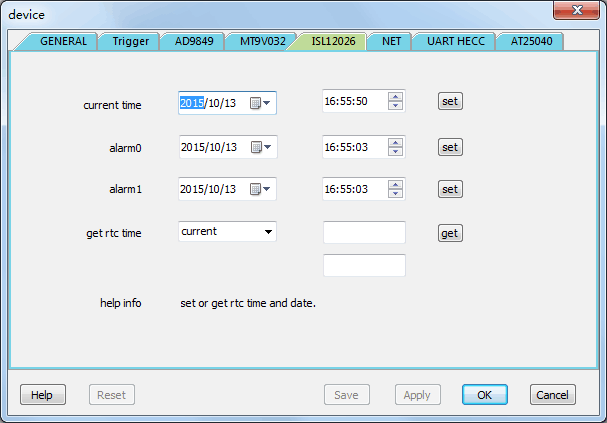 device
GENERAL Trigger AD9849 MT9V032 ISL12026 NET UART HECC AT25040
current time 2015/10/13 16:55:50 set
alarm0 2015/10/13 16:55:03 set
alarm1 2015/10/13 16:55:03 set
get rtc time current get
help info set or get rtc time and date.
Help Reset Save Apply OK Cancel